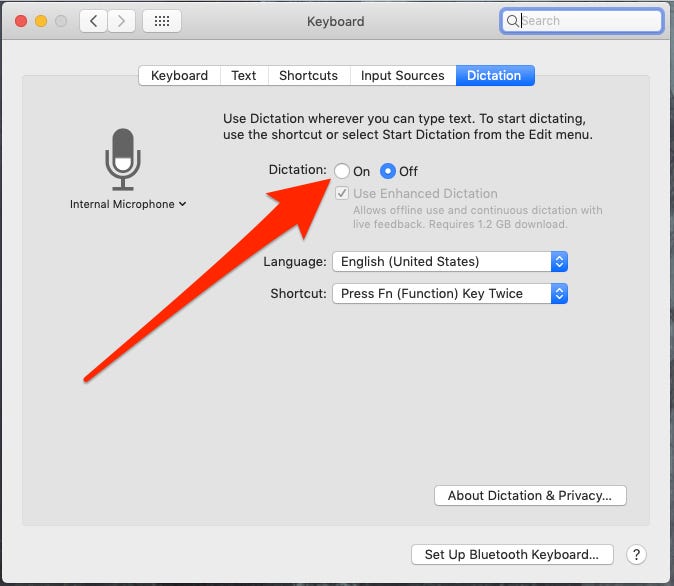 Keyboard
Search
Keyboard Text Shortcuts Input Sources Dictation
Use Dictation wherever you can type text. To start dictating,
use the shortcut or select Start Dictation from the Edit menu.
Internal Microphone
Dictation: On Off
Use Enhanced Dictation
Allows offline use and continuous dictation with
live feedback. Requires 1.2 GB download.
Language: English (United States)
Shortcut: Press Fn (Function) Key Twice
About Dictation & Privacy...
Set Up Bluetooth Keyboard... ?